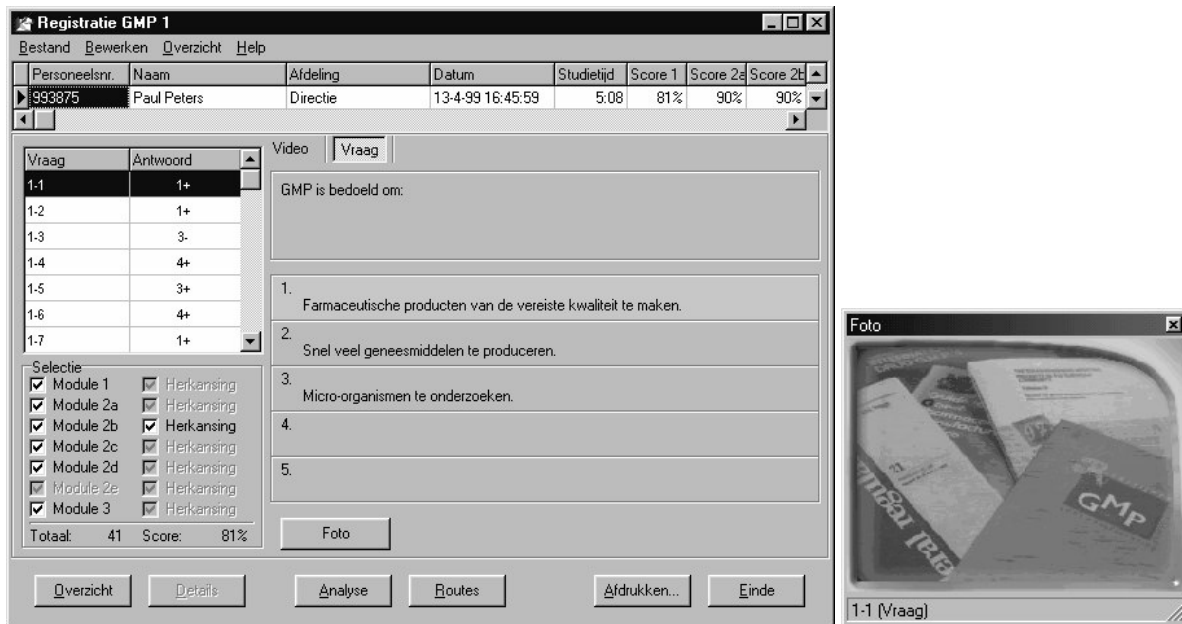 Registratie GMP 1
Bestand Bewerken Overzicht Help
Personeelsnr. Naam Afdeling Datum Studietijd Score 1 Score 2a Score 2b
993875 Paul Peters Directie 13-4-99 16:45:59 5:08 81% 90% 90%
Vraag Antwoord
1-1 1+
1-2 1+
1-3 3-
1-4 4+
1-5 3+
1-6 4+
1-7 1+
Selectie
Module 1 Herkansing
Module 2a Herkansing
Module 2b Herkansing
Module 2c Herkansing
Module 2d Herkansing
Module 2e Herkansing
Module 3 Herkansing
Totaal: 41 Score: 81%
Video Vraag
GMP is bedoeld om:
1.
Farmaceutische producten van de vereiste kwaliteit te maken.
2.
Snel veel geneesmiddelen te produceren.
3.
Micro-organismen te onderzoeken.
4.
5.
Foto
Overzicht Details Analyse Routes Afdrukken... Einde
Foto
GMP
1-1 (Vraag)